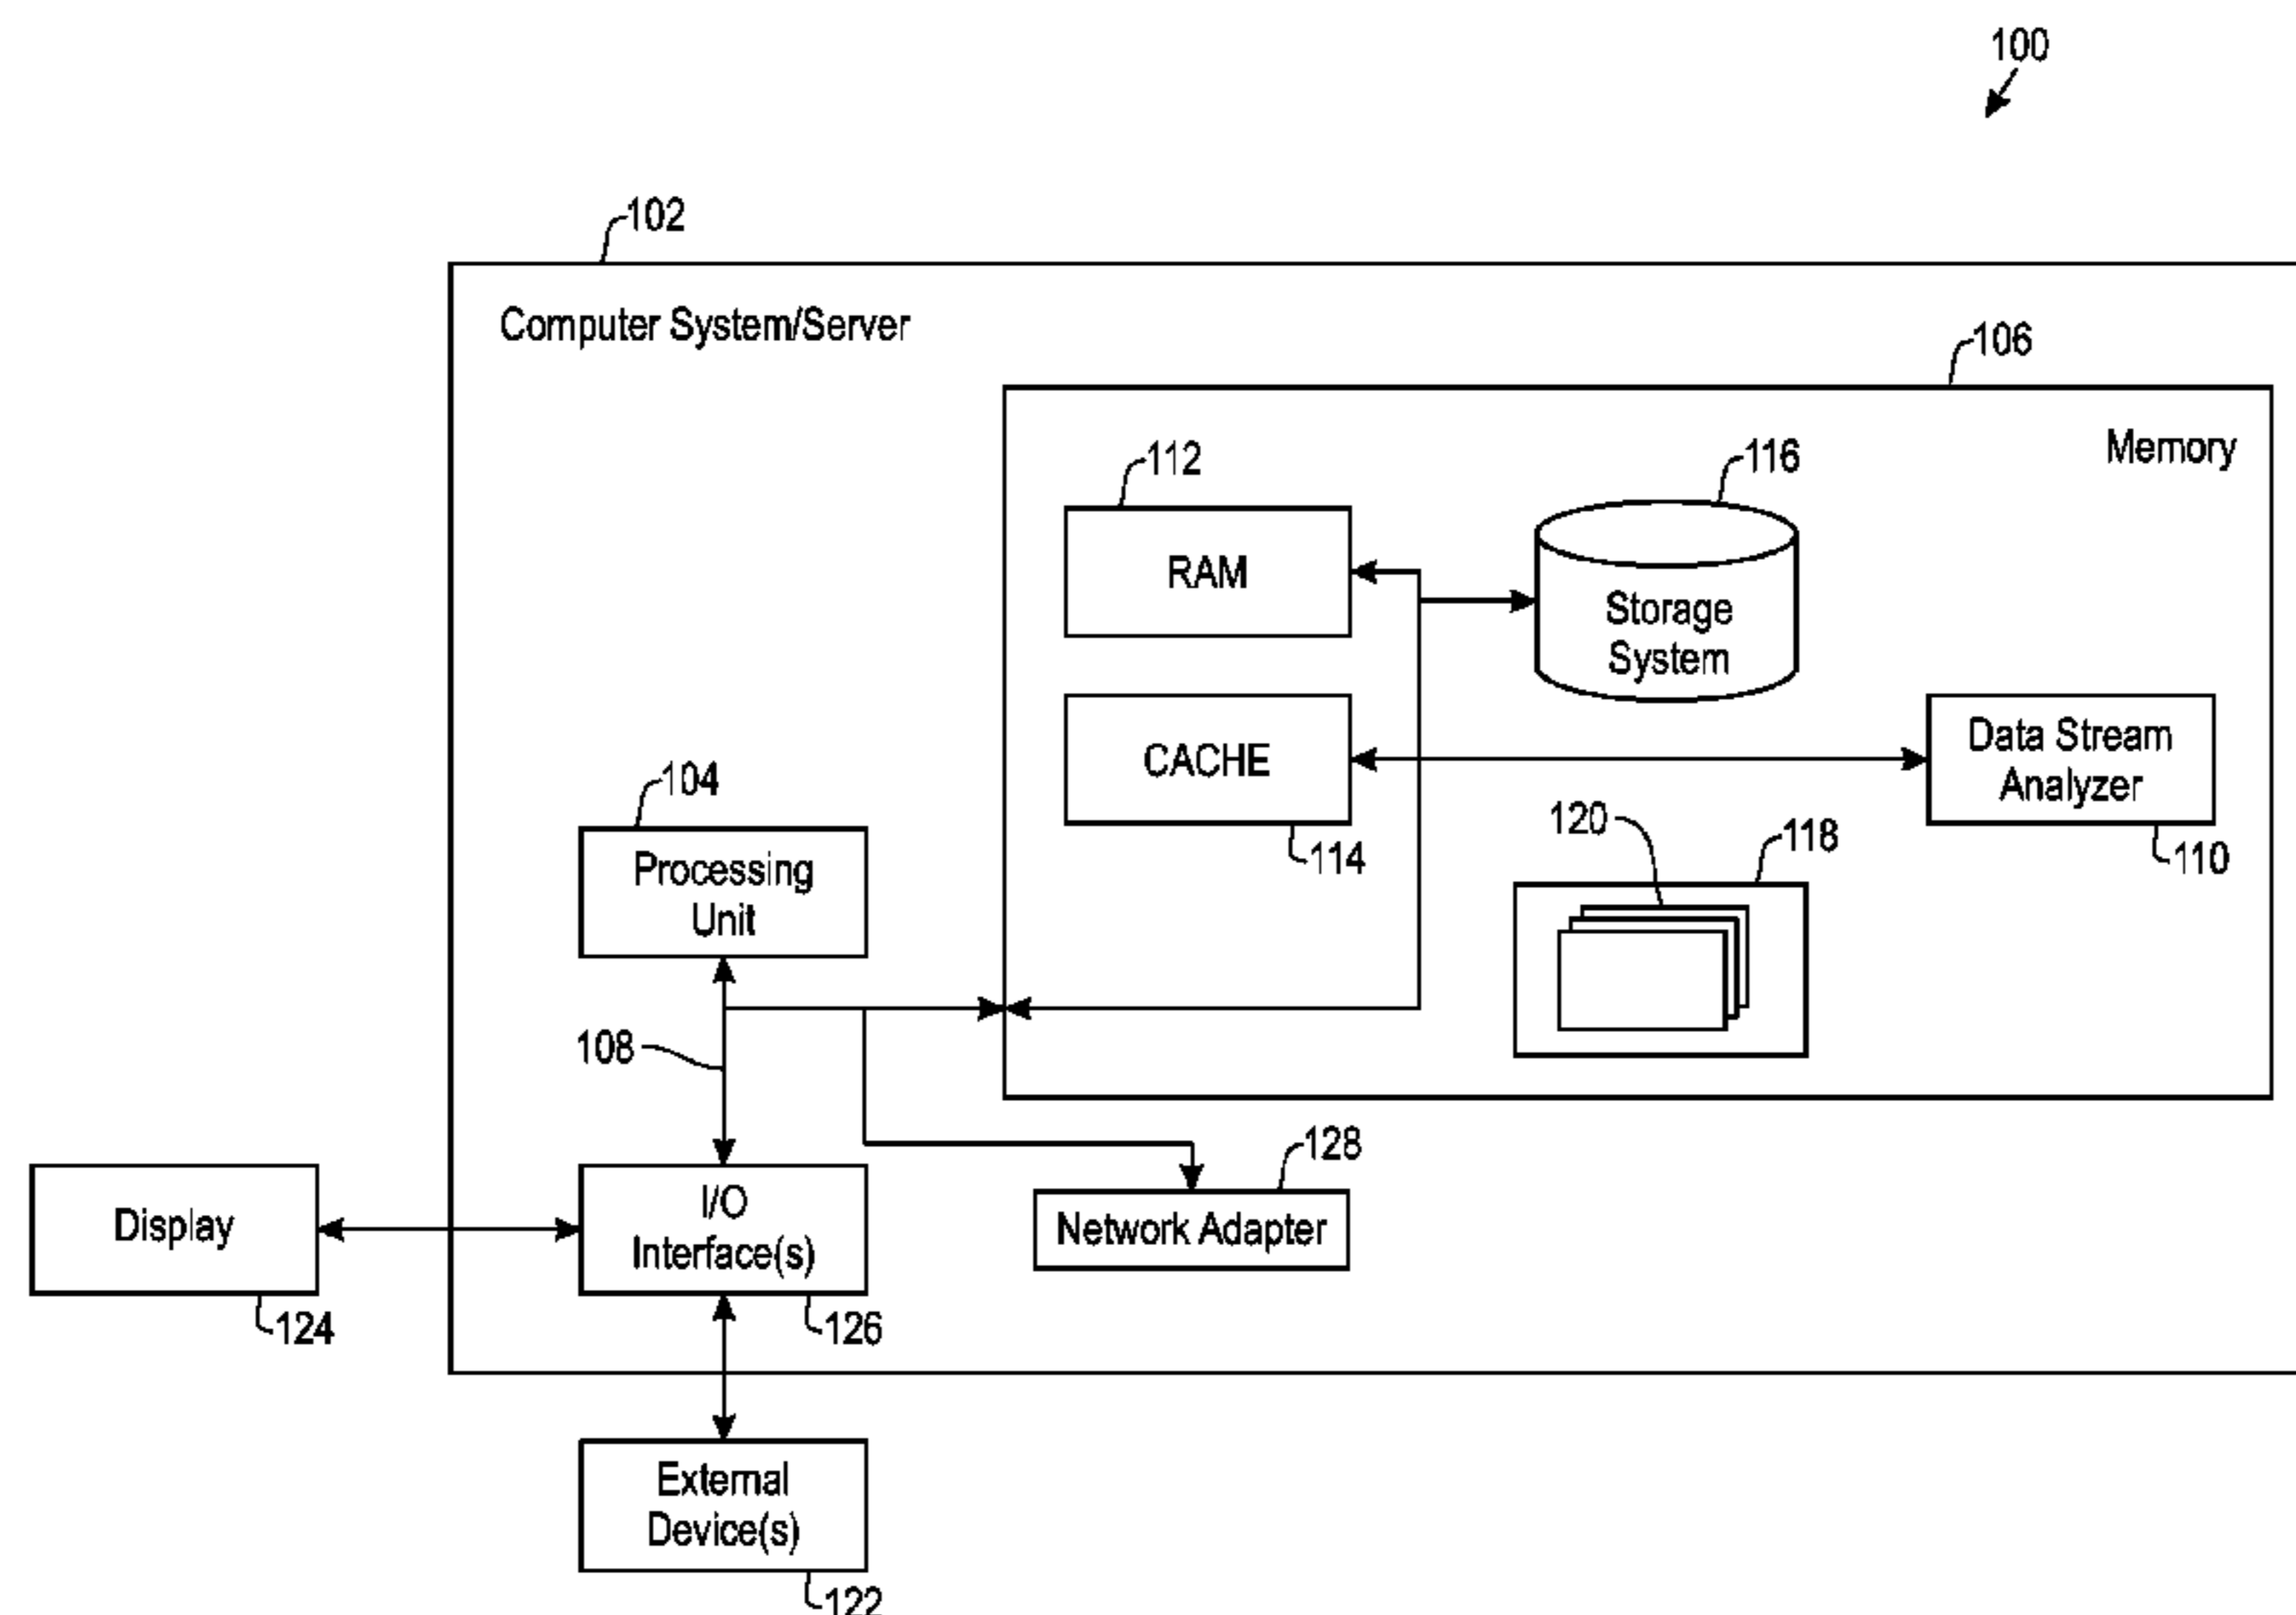 100
102
Computer System/Server
106
Memory
112
116
RAM
Storage
System
CACHE
Data Stream
Analyzer
104
120
118
114
110
Processing
Unit
108
128
Display
I/O
Interface(s)
Network Adapter
124
126
External
Device(s)
122